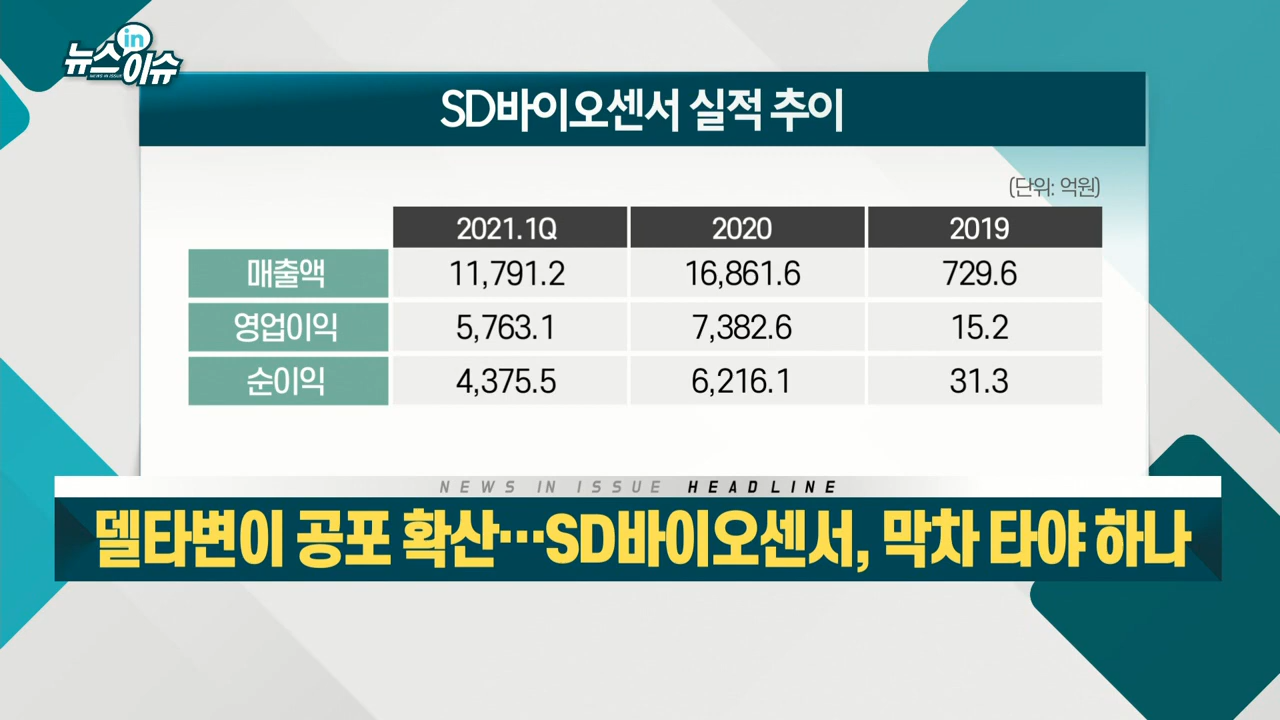 뉴스in이슈
NEWS IN ISSUE
SD바이오센서 실적 추이
(단위: 억원)
2021.1Q 2020 2019
매출액 11,791.2 16,861.6 729.6
영업이익 5,763.1 7,382.6 15.2
순이익 4,375.5 6,216.1 31.3
NEWS IN ISSUE HEADLINE
델타변이 공포 확산…SD바이오센서, 막차 타야 하나